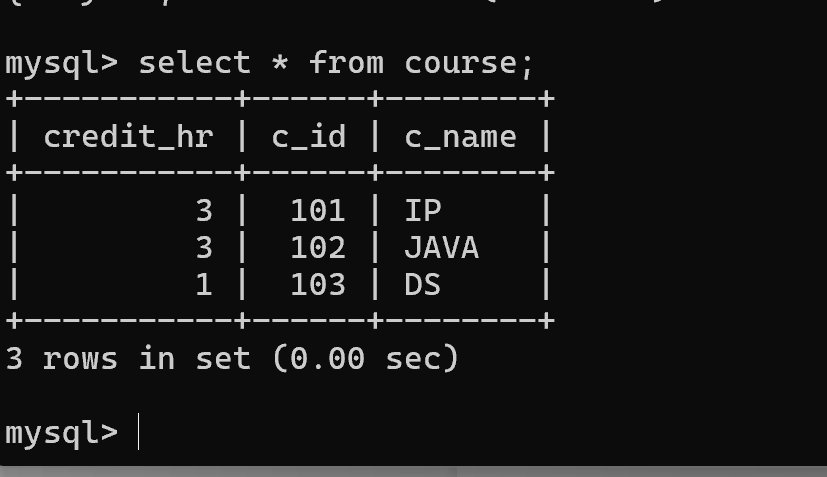 mysql> select * from course;
+-----------+------+--------+
| credit_hr | c_id | c_name |
+-----------+------+--------+
|         3 |  101 | IP     |
|         3 |  102 | JAVA   |
|         1 |  103 | DS     |
+-----------+------+--------+
3 rows in set (0.00 sec)
mysql>